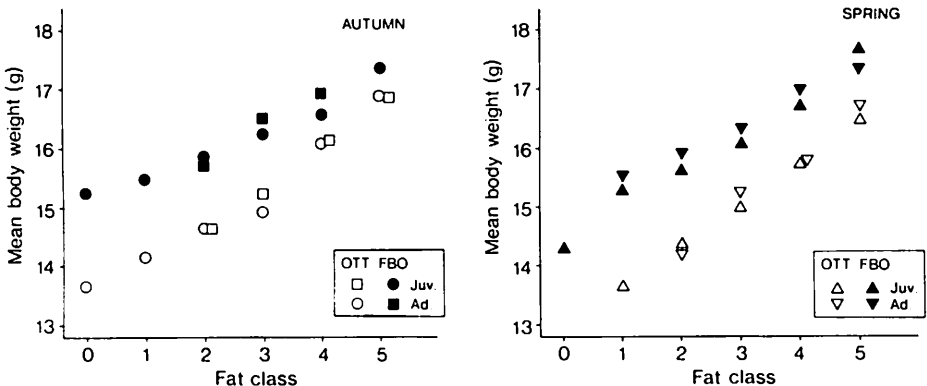 AUTUMN
Mean body weight (g)
18
17
16
15
14
13
0 1 2 3 4 5
Fat class
OTT FBO
Juv.
Ad
SPRING
Mean body weight (g)
18
17
16
15
14
13
0 1 2 3 4 5
Fat class
OTT FBO
Juv.
Ad